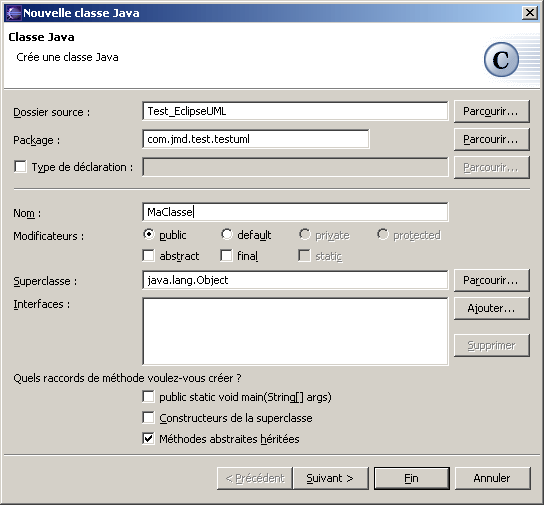 Nouvelle classe Java
Classe Java
Crée une classe Java
C
Dossier source : Test_EclipseUML Parcourir...
Package : com.jmd.test.testuml Parcourir...
Type de déclaration : Parcourir...
Nom : MaClasse
Modificateurs : public default private protected
abstract final static
Superclasse : java.lang.Object Parcourir...
Interfaces : Ajouter...
Supprimer
Quels raccords de méthode voulez-vous créer ?
public static void main(String[] args)
Constructeurs de la superclasse
Méthodes abstraites héritées
< Précédent Suivant > Fin Annuler